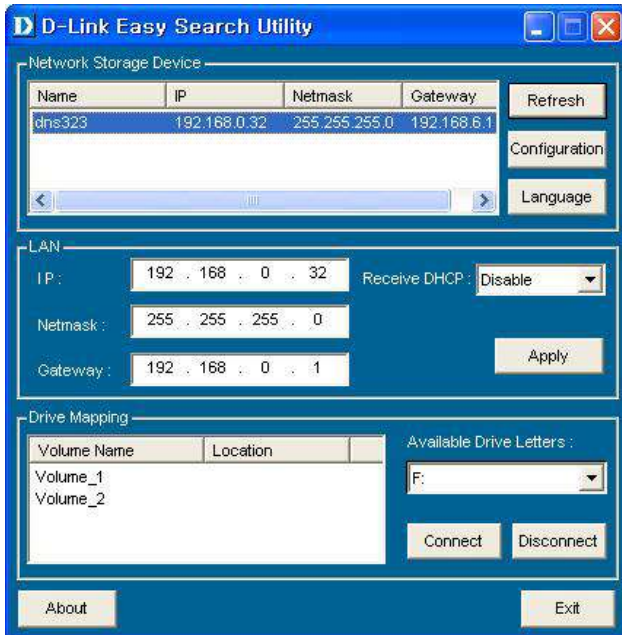 D-Link Easy Search Utility
Network Storage Device
Name IP Netmask Gateway
dns323 192.168.0.32 255.255.255.0 192.168.6.1
Refresh
Configuration
Language
LAN
IP: 192 . 168 . 0 . 32 Receive DHCP : Disable
Netmask : 255 . 255 . 255 . 0
Gateway : 192 . 168 . 0 . 1
Apply
Drive Mapping
Volume Name Location
Volume_1
Volume_2
Available Drive Letters :
F:
Connect Disconnect
About Exit